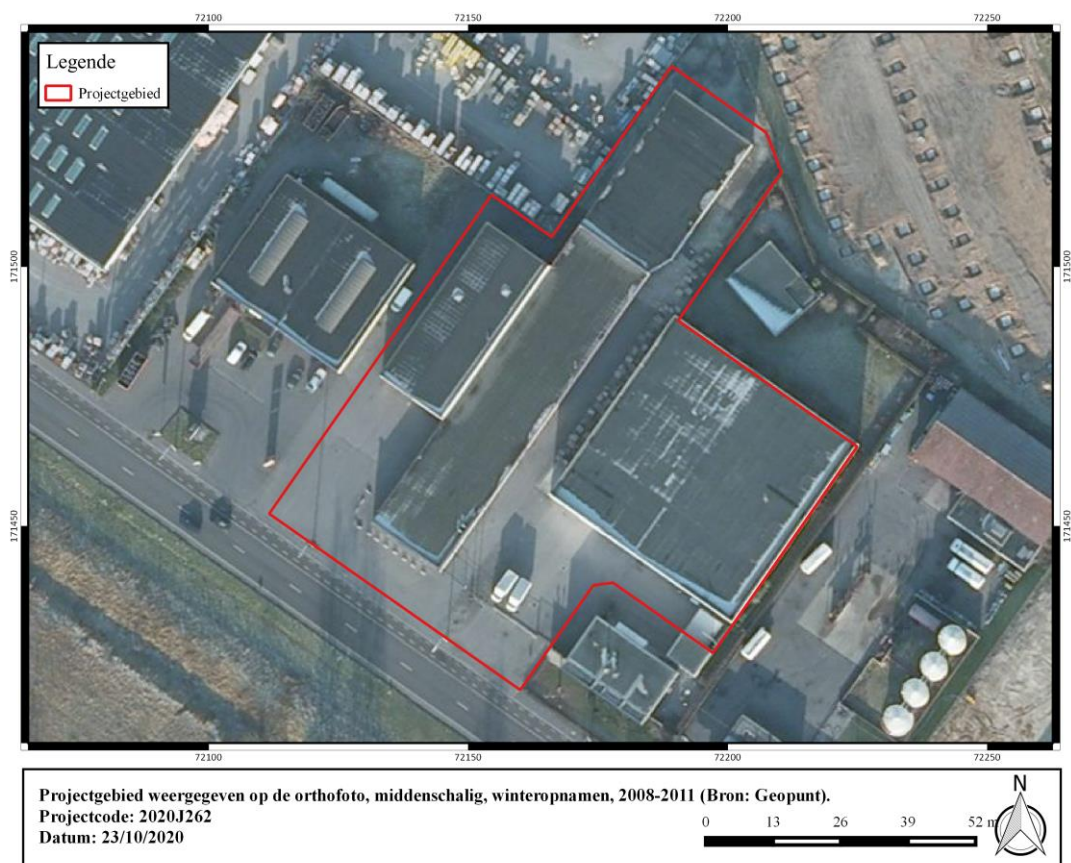 72100 72150 72200 72250
Legende
Projectgebied
171500 171500
171450 171450
72100 72150 72200 72250
Projectgebied weergegeven op de orthofoto, middenschalig, winteropnamen, 2008-2011 (Bron: Geopunt).
Projectcode: 2020J262
Datum: 23/10/2020
N
0 13 26 39 52 m